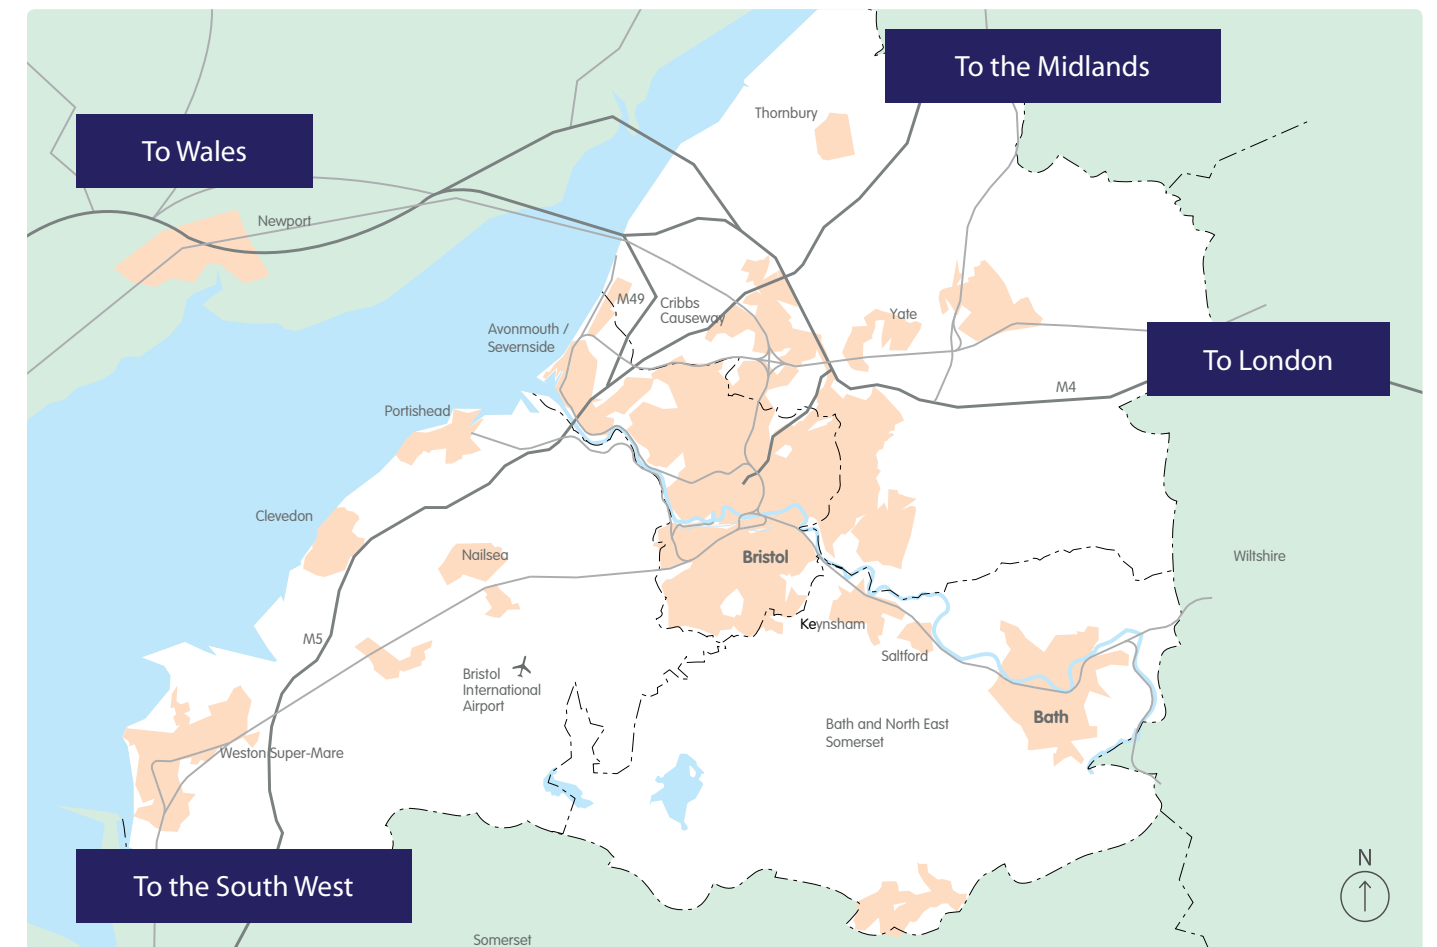 To the Midlands
Thornbury
To Wales
Newport
M49
Cribbs
Causeway
Yate
Avonmouth /
Severnside
To London
M4
Portishead
Clevedon
Nailsea
Bristol
Wiltshire
Keynsham
M5
Saltford
Bristol
International
Airport
Bath
Bath and North East
Somerset
Weston Super-Mare
N
To the South West
Somerset